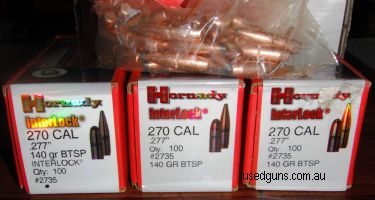 Hornady
InterLock
270 CAL
.277"
140 gr BTSP
INTERLOCK
Qty: 100
#2735
Hornady
InterLock®
270 CAL
.277"
Qty: 100
#2735
140 GR BTSP
Hornady
InterLock
270 CAL
.277"
Qty: 100
#2735
140 GR BTSP
usedguns.com.au